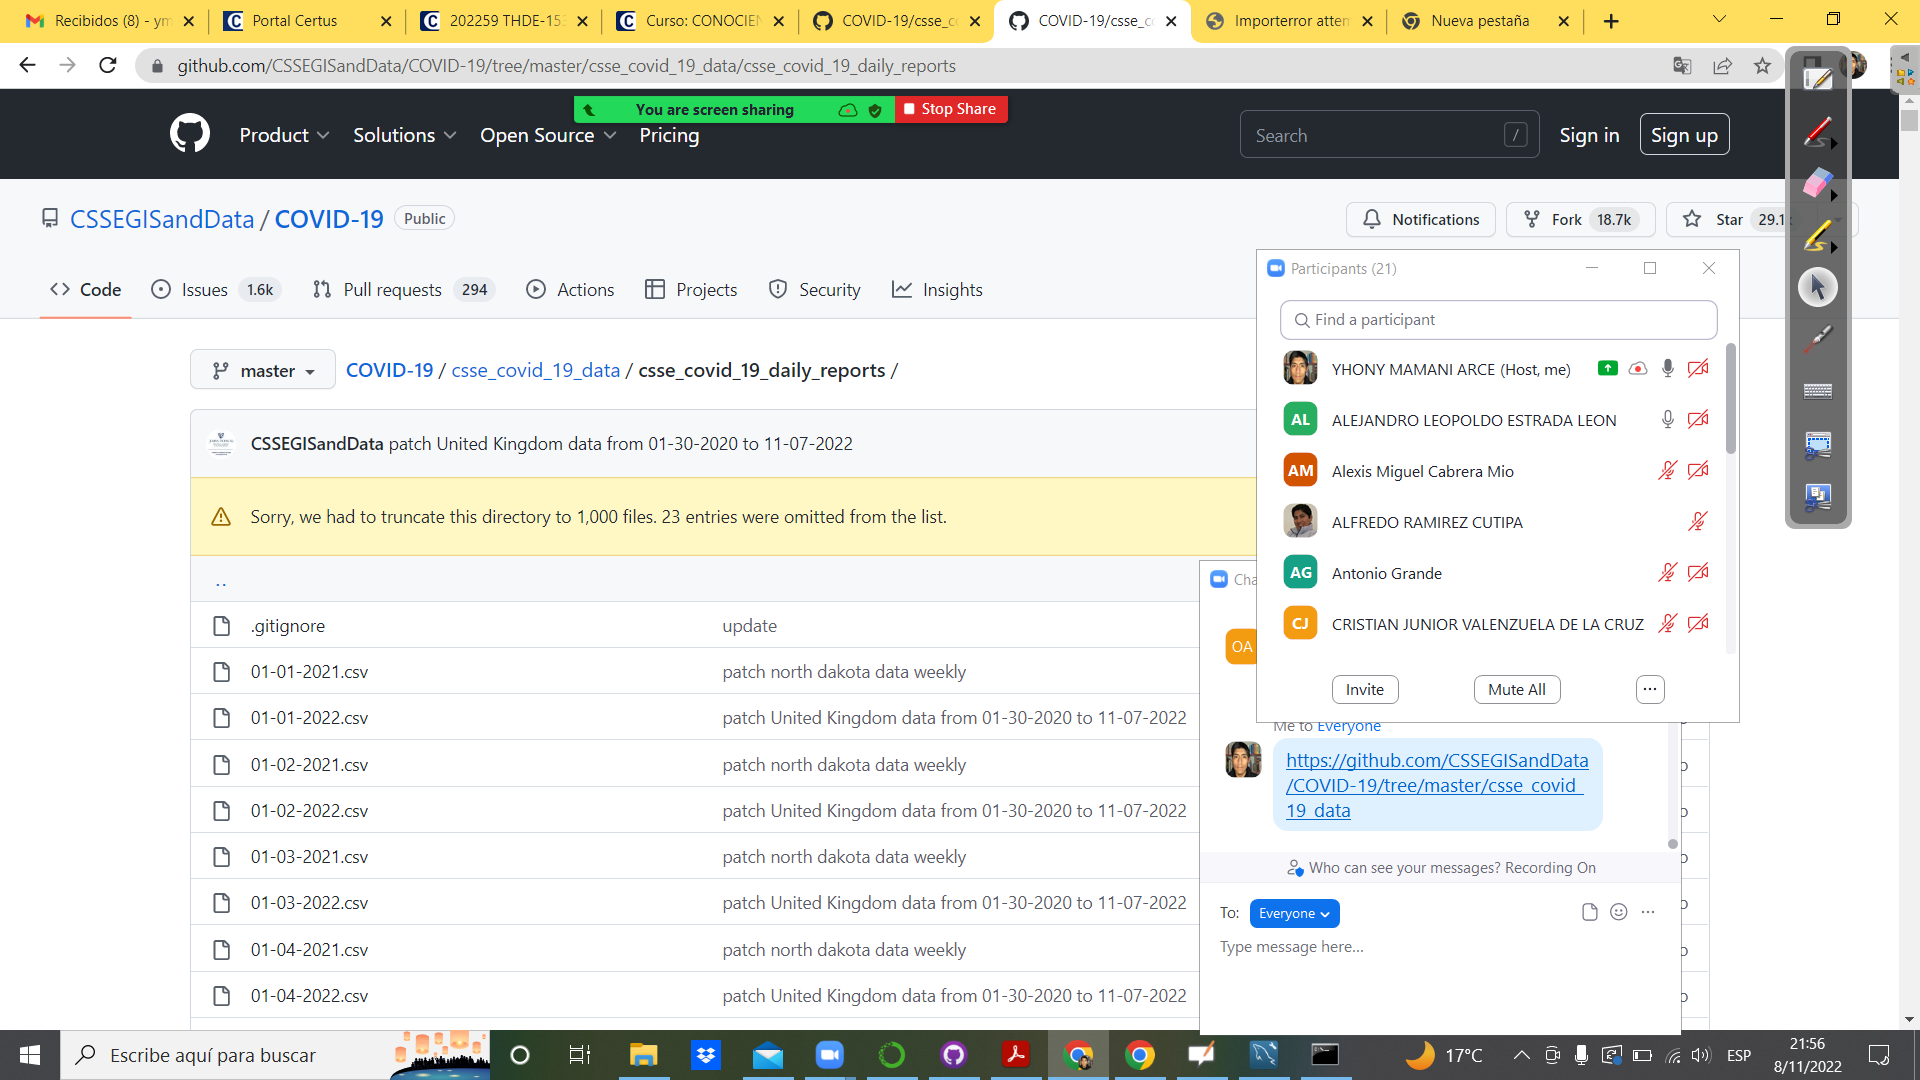 Recibidos (8) - ym
Portal Certus
202259 THDE-153
Curso: CONOCIEN
COVID-19/csse_co
COVID-19/csse_co
Importerror attem
Nueva pestaña
github.com/CSSEGISandData/COVID-19/tree/master/csse_covid_19_data/csse_covid_19_daily_reports
You are screen sharing
Stop Share
Product
Solutions
Open Source
Pricing
Search /
Sign in
Sign up
CSSEGISandData / COVID-19 Public
Notifications
Fork 18.7k
Star 29.1
Code
Issues 1.6k
Pull requests 294
Actions
Projects
Security
Insights
master
COVID-19 / csse_covid_19_data / csse_covid_19_daily_reports /
CSSEGISandData patch United Kingdom data from 01-30-2020 to 11-07-2022
Sorry, we had to truncate this directory to 1,000 files. 23 entries were omitted from the list.
..
.gitignore update
01-01-2021.csv patch north dakota data weekly
01-01-2022.csv patch United Kingdom data from 01-30-2020 to 11-07-2022
01-02-2021.csv patch north dakota data weekly
01-02-2022.csv patch United Kingdom data from 01-30-2020 to 11-07-2022
01-03-2021.csv patch north dakota data weekly
01-03-2022.csv patch United Kingdom data from 01-30-2020 to 11-07-2022
01-04-2021.csv patch north dakota data weekly
01-04-2022.csv patch United Kingdom data from 01-30-2020 to 11-07-2022
Participants (21)
Find a participant
YHONY MAMANI ARCE (Host, me)
AL ALEJANDRO LEOPOLDO ESTRADA LEON
AM Alexis Miguel Cabrera Mio
ALFREDO RAMIREZ CUTIPA
AG Antonio Grande
CJ CRISTIAN JUNIOR VALENZUELA DE LA CRUZ
Invite
Mute All
...
Cha
OA
Me to Everyone
https://github.com/CSSEGISandData
/COVID-19/tree/master/csse_covid_
19_data
Who can see your messages? Recording On
To: Everyone
Type message here...
Escribe aquí para buscar
17°C
ESP
21:56
8/11/2022